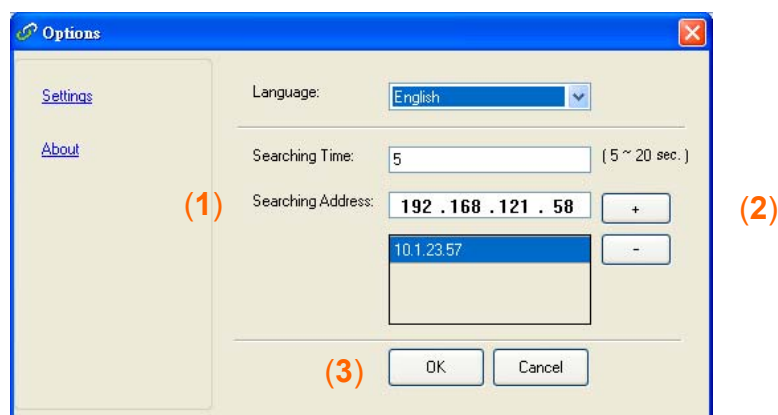 Options
Settings
About
Language: English
Searching Time: 5 ( 5 ~ 20 sec. )
(1) Searching Address: 192 .168 .121 . 58 + (2)
10.1.23.57 -
(3) OK Cancel